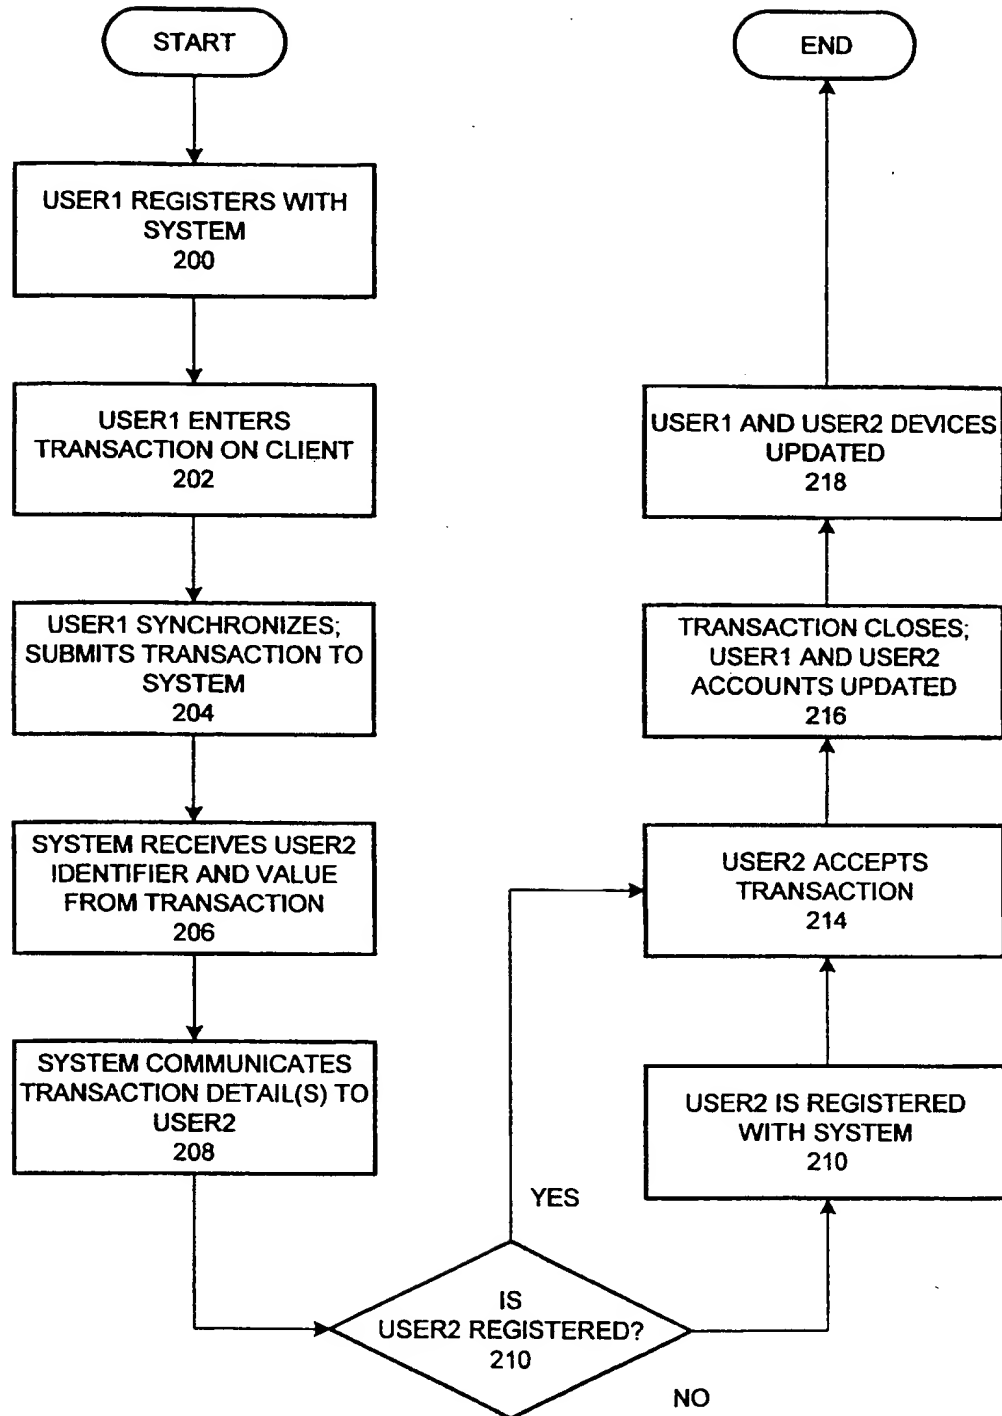 START
USER1 REGISTERS WITH
SYSTEM
200
USER1 ENTERS
TRANSACTION ON CLIENT
202
USER1 SYNCHRONIZES;
SUBMITS TRANSACTION TO
SYSTEM
204
SYSTEM RECEIVES USER2
IDENTIFIER AND VALUE
FROM TRANSACTION
206
SYSTEM COMMUNICATES
TRANSACTION DETAIL(S) TO
USER2
208
IS
USER2 REGISTERED?
210
YES
NO
USER2 IS REGISTERED
WITH SYSTEM
210
USER2 ACCEPTS
TRANSACTION
214
TRANSACTION CLOSES;
USER1 AND USER2
ACCOUNTS UPDATED
216
USER1 AND USER2 DEVICES
UPDATED
218
END